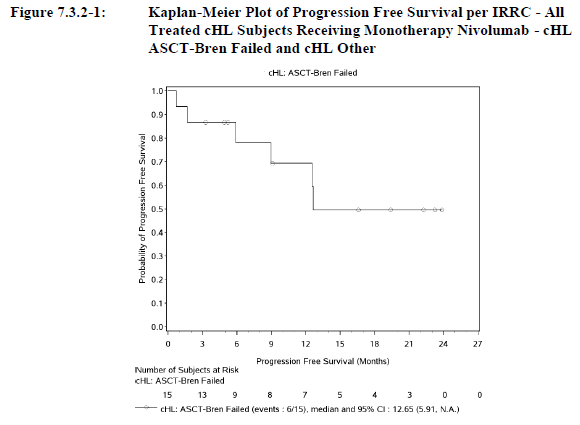 Figure 7.3.2-1: Kaplan-Meier Plot of Progression Free Survival per IRRC - All
Treated cHL Subjects Receiving Monotherapy Nivolumab - cHL
ASCT-Bren Failed and cHL Other
cHL: ASCT-Bren Failed
Probability of Progression Free Survival
1.0
0.9
0.8
0.7
0.6
0.5
0.4
0.3
0.2
0.1
0.0
0 3 6 9 12 15 18 21 24 27
Progression Free Survival (Months)
Number of Subjects at Risk
cHL: ASCT-Bren Failed
15 13 9 8 7 5 4 3 0 0
cHL: ASCT-Bren Failed (events : 6/15), median and 95% CI : 12.65 (5.91, N.A.)